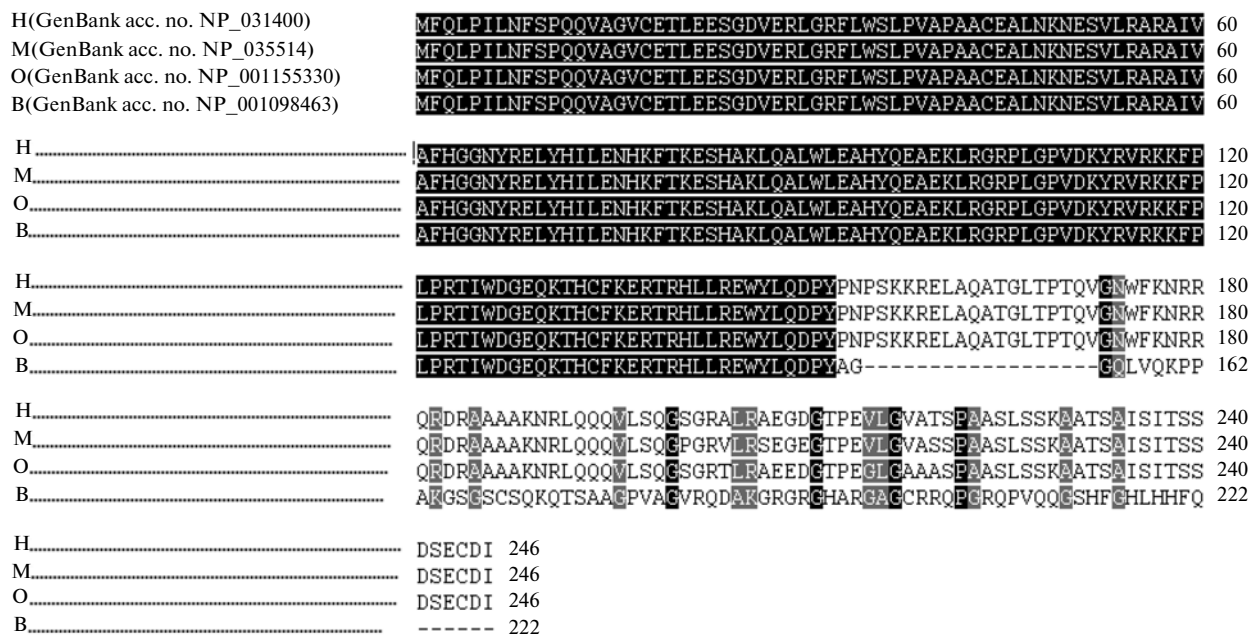 H(GenBank acc. no. NP_031400) MFQLPILNFSPQQVAGVCETLEESGDVERLGRFLWSLPVAPAACEALNKNESVLRARAIV 60
M(GenBank acc. no. NP_035514) MFQLPILNFSPQQVAGVCETLEESGDVERLGRFLWSLPVAPAACEALNKNESVLRARAIV 60
O(GenBank acc. no. NP_001155330) MFQLPILNFSPQQVAGVCETLEESGDVERLGRFLWSLPVAPAACEALNKNESVLRARAIV 60
B(GenBank acc. no. NP_001098463) MFQLPILNFSPQQVAGVCETLEESGDVERLGRFLWSLPVAPAACEALNKNESVLRARAIV 60
H AFHGGNYRELYHILENHKFTKESHAKLQALWLEAHYQEAEKLRGRPLGPVDKYRVRKKFP 120
M AFHGGNYRELYHILENHKFTKESHAKLQALWLEAHYQEAEKLRGRPLGPVDKYRVRKKFP 120
O AFHGGNYRELYHILENHKFTKESHAKLQALWLEAHYQEAEKLRGRPLGPVDKYRVRKKFP 120
B AFHGGNYRELYHILENHKFTKESHAKLQALWLEAHYQEAEKLRGRPLGPVDKYRVRKKFP 120
H LPRTIWDGEQKTHCFKERTRHLLREWYLQDPYPNPSKKRELAQATGLTPTQVGNWFKNRR 180
M LPRTIWDGEQKTHCFKERTRHLLREWYLQDPYPNPSKKRELAQATGLTPTQVGNWFKNRR 180
O LPRTIWDGEQKTHCFKERTRHLLREWYLQDPYPNPSKKRELAQATGLTPTQVGNWFKNRR 180
B LPRTIWDGEQKTHCFKERTRHLLREWYLQDPYAG------------------GQLVQKPP 162
H QRDRAAAAKNRLQQQVLSQGSGRALRAEGDGTPEVLGVATSPAASLSSKAATSAISITSS 240
M QRDRAAAAKNRLQQQVLSQGPGRVLRSEGEGTPEVLGVASSPAASLSSKAATSAISITSS 240
O QRDRAAAAKNRLQQQVLSQGSGRTLRAEEDGTPEGLGAAASPAASLSSKAATSAISITSS 240
B AKGSGSCSQKQTSAAGPVAGVRQDAKGRGRGHARGAGCRRQPGRQPVQQGSHFGHLHHFQ 222
H DSECDI 246
M DSECDI 246
O DSECDI 246
B ------ 222